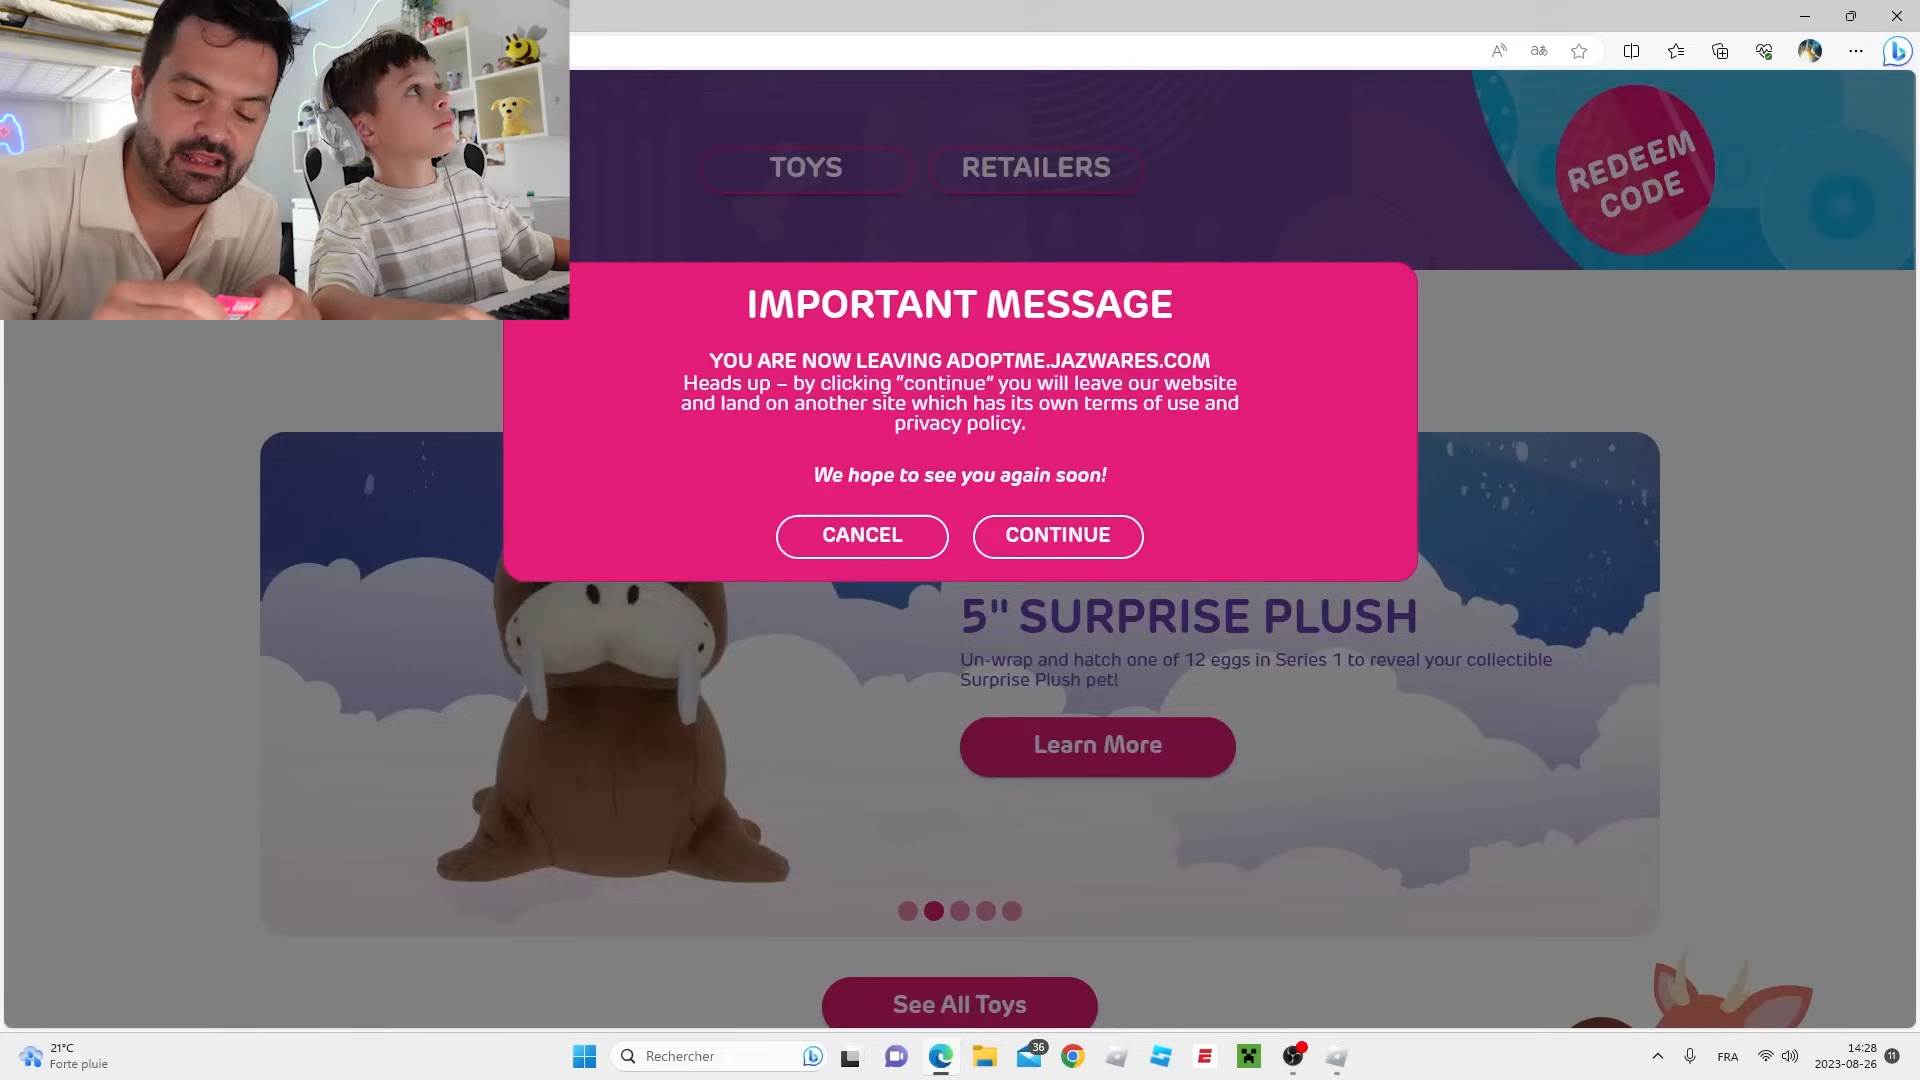 TOYS
RETAILERS
REDEEM
CODE
IMPORTANT MESSAGE
YOU ARE NOW LEAVING ADOPTME.JAZWARES.COM
Heads up – by clicking "continue" you will leave our website
and land on another site which has its own terms of use and
privacy policy.
We hope to see you again soon!
CANCEL
CONTINUE
5" SURPRISE PLUSH
Un-wrap and hatch one of 12 eggs in Series 1 to reveal your collectible
Surprise Plush pet!
Learn More
See All Toys
21°C
Forte pluie
Rechercher
36
FRA
14:28
2023-08-26
11